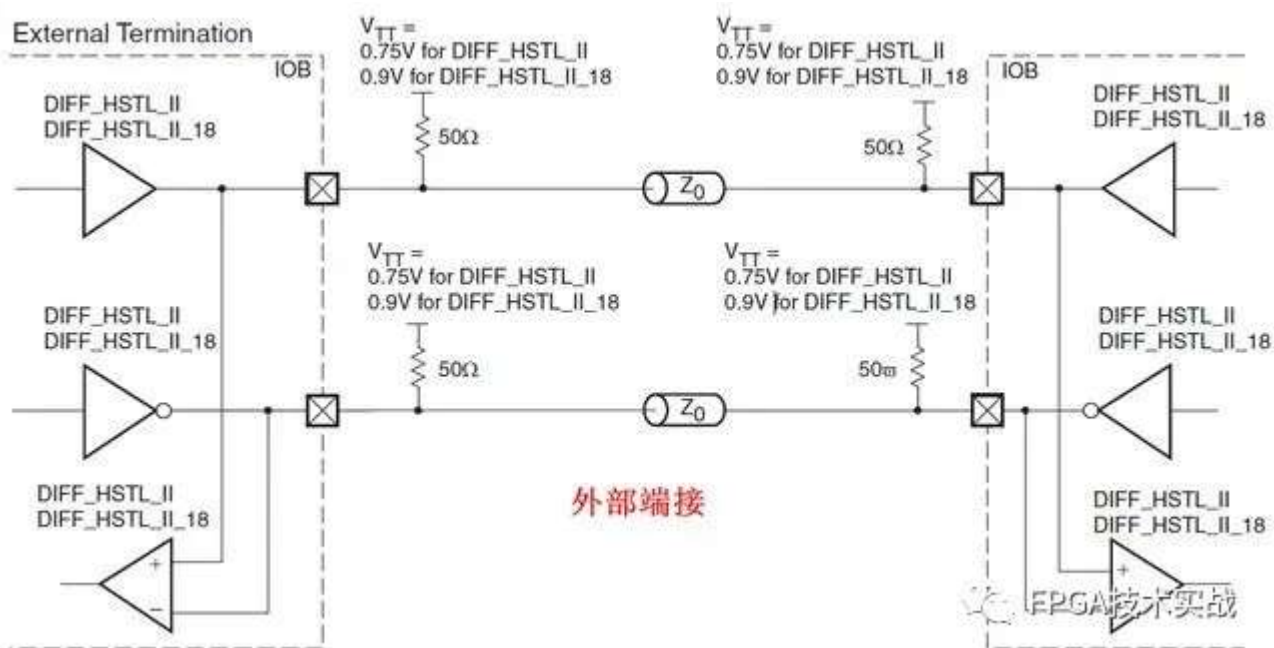 External Termination
V_TT =
0.75V for DIFF_HSTL_II
0.9V for DIFF_HSTL_II_18
V_TT =
0.75V for DIFF_HSTL_II
0.9V for DIFF_HSTL_II_18
IOB
IOB
DIFF_HSTL_II
DIFF_HSTL_II_18
50Ω
50Ω
DIFF_HSTL_II
DIFF_HSTL_II_18
Z0
V_TT =
0.75V for DIFF_HSTL_II
0.9V for DIFF_HSTL_II_18
V_TT =
0.75V for DIFF_HSTL_II
0.9V for DIFF_HSTL_II_18
DIFF_HSTL_II
DIFF_HSTL_II_18
50Ω
50ϖ
DIFF_HSTL_II
DIFF_HSTL_II_18
Z0
外部端接
DIFF_HSTL_II
DIFF_HSTL_II_18
+
−
DIFF_HSTL_II
DIFF_HSTL_II_18
+
FPGA技术实战